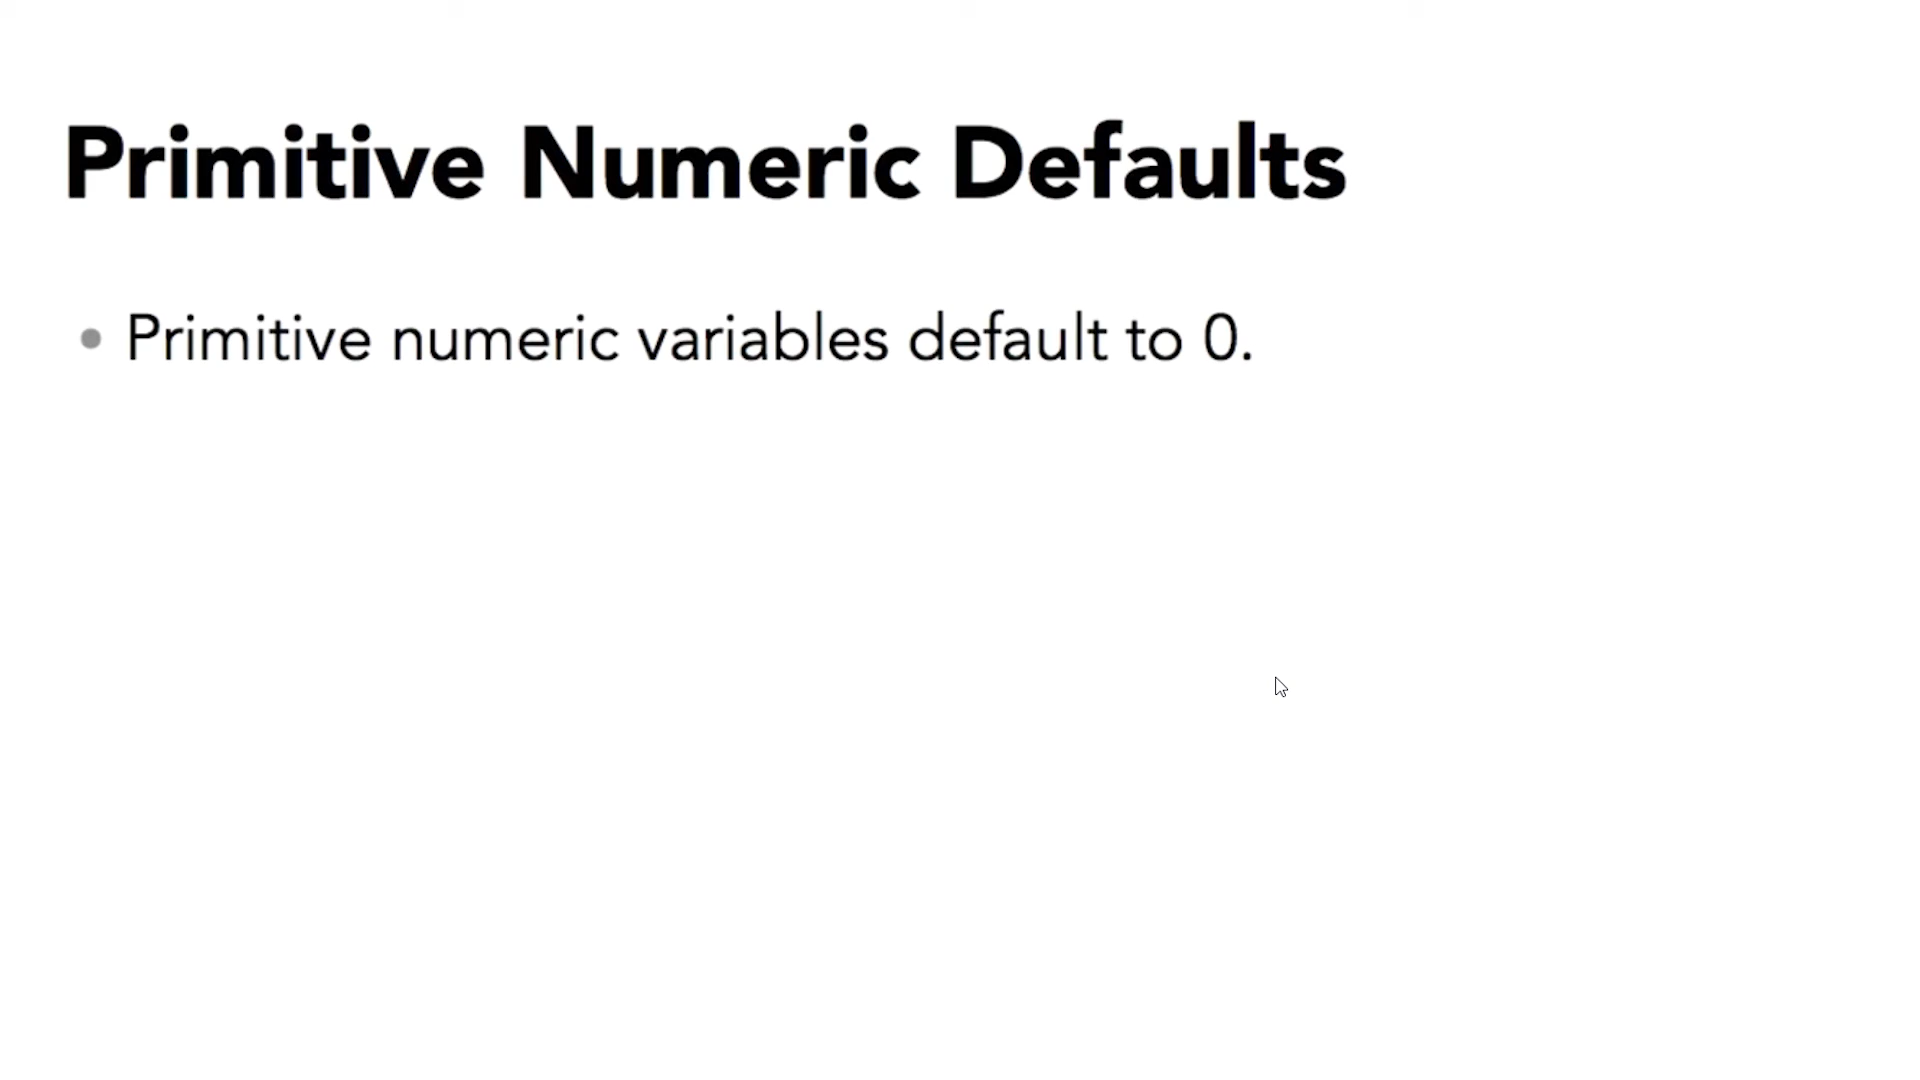 Primitive Numeric Defaults
• Primitive numeric variables default to 0.